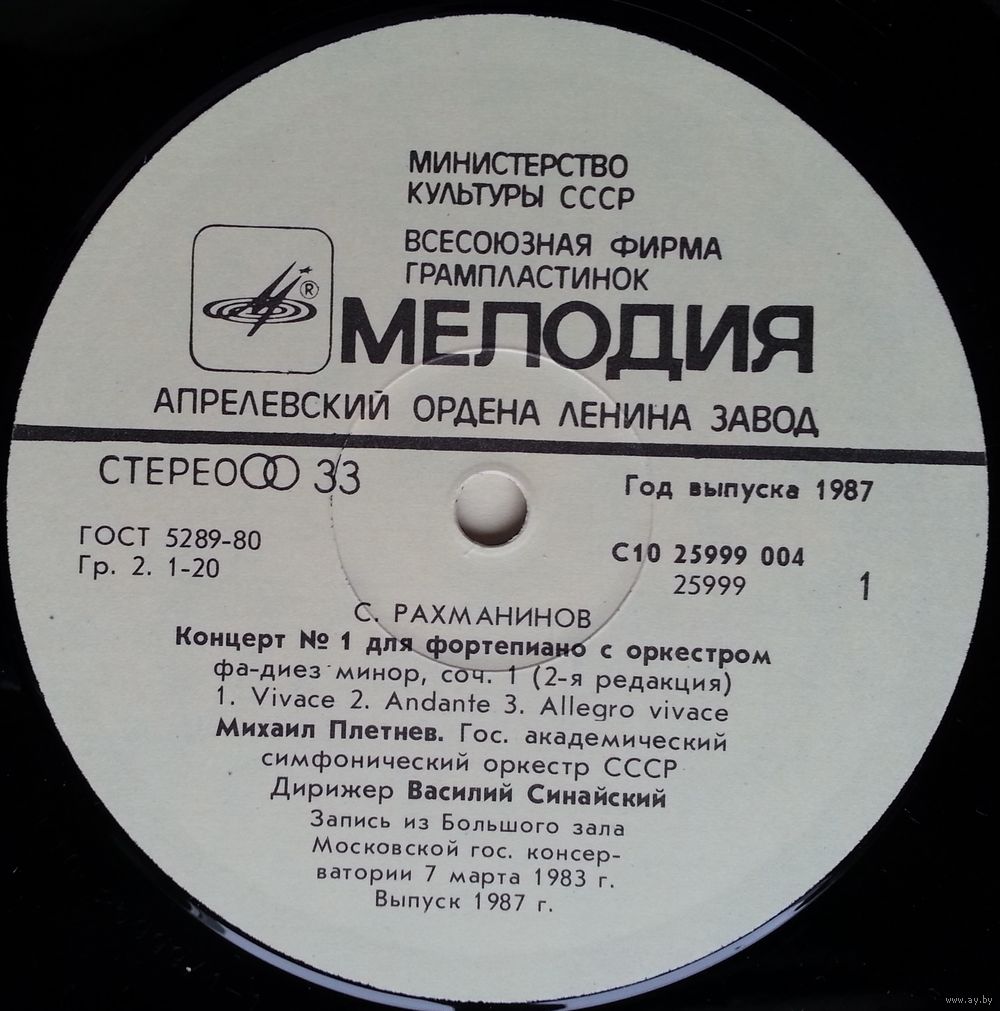 МИНИСТЕРСТВО
КУЛЬТУРЫ СССР
ВСЕСОЮЗНАЯ ФИРМА
ГРАМПЛАСТИНОК
®
МЕЛОДИЯ
АПРЕЛЕВСКИЙ ОРДЕНА ЛЕНИНА ЗАВОД
СТЕРЕО 33
Год выпуска 1987
ГОСТ 5289-80
Гр. 2. 1-20
С10 25999 004
25999
1
С. РАХМАНИНОВ
Концерт № 1 для фортепиано с оркестром
фа-диез минор, соч. 1 (2-я редакция)
1. Vivace 2. Andante 3. Allegro vivace
Михаил Плетнев. Гос. академический
симфонический оркестр СССР
Дирижер Василий Синайский
Запись из Большого зала
Московской гос. консер-
ватории 7 марта 1983 г.
Выпуск 1987 г.
www.ay.by